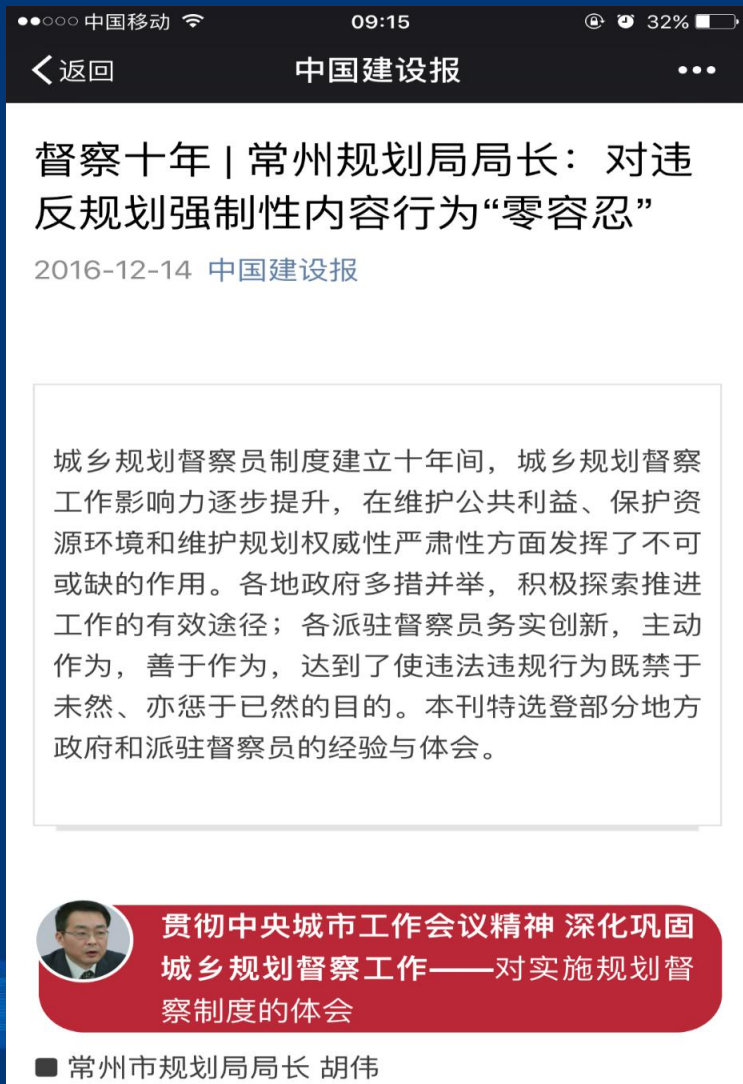 中国移动 09:15 32%
返回 中国建设报
督察十年 | 常州规划局局长：对违
反规划强制性内容行为“零容忍”
2016-12-14 中国建设报
城乡规划督察员制度建立十年间，城乡规划督察
工作影响力逐步提升，在维护公共利益、保护资
源环境和维护规划权威性严肃性方面发挥了不可
或缺的作用。各地政府多措并举，积极探索推进
工作的有效途径；各派驻督察员务实创新，主动
作为，善于作为，达到了使违法违规行为既禁于
未然、亦惩于已然的目的。本刊特选登部分地方
政府和派驻督察员的经验与体会。
贯彻中央城市工作会议精神 深化巩固
城乡规划督察工作——对实施规划督
察制度的体会
常州市规划局局长 胡伟